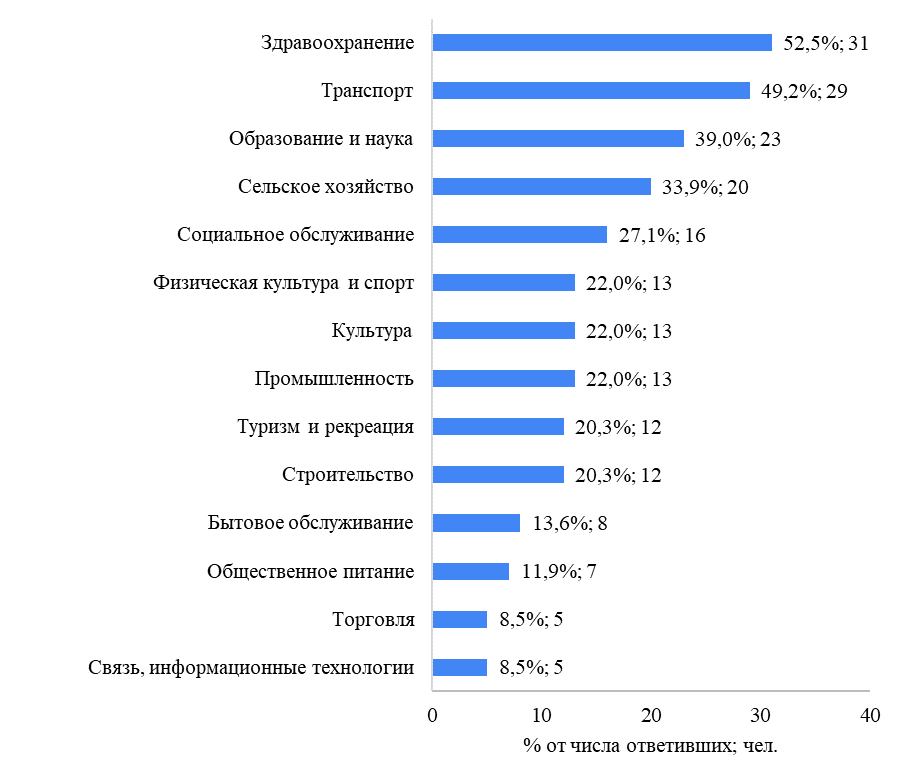 Здравоохранение 52,5%; 31
Транспорт 49,2%; 29
Образование и наука 39,0%; 23
Сельское хозяйство 33,9%; 20
Социальное обслуживание 27,1%; 16
Физическая культура и спорт 22,0%; 13
Культура 22,0%; 13
Промышленность 22,0%; 13
Туризм и рекреация 20,3%; 12
Строительство 20,3%; 12
Бытовое обслуживание 13,6%; 8
Общественное питание 11,9%; 7
Торговля 8,5%; 5
Связь, информационные технологии 8,5%; 5
0 10 20 30 40
% от числа ответивших; чел.